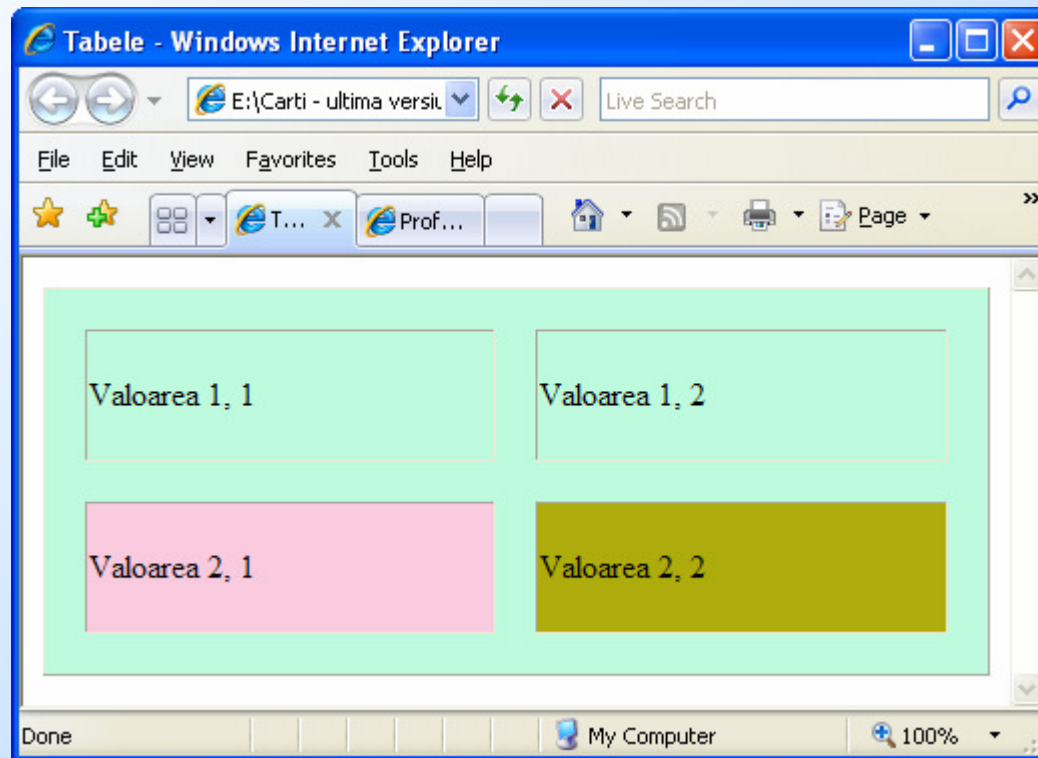 Tabele - Windows Internet Explorer
E:\Carti - ultima versiu Live Search
File Edit View Favorites Tools Help
T... X Prof... Page
Valoarea 1, 1 Valoarea 1, 2
Valoarea 2, 1 Valoarea 2, 2
Done My Computer 100%